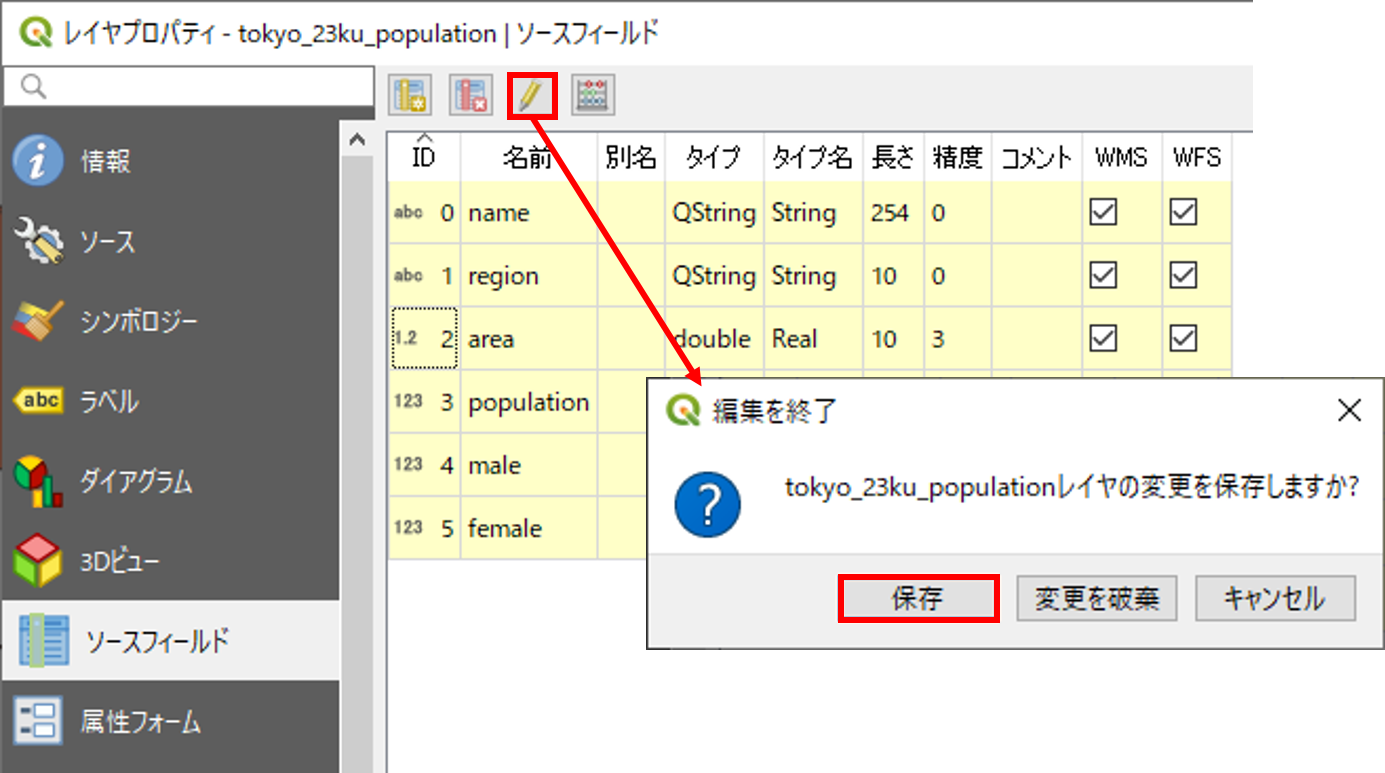 レイヤプロパティ - tokyo_23ku_population | ソースフィールド
情報
ソース
シンボロジー
abc ラベル
ダイアグラム
3Dビュー
ソースフィールド
属性フォーム
ID 名前 別名 タイプ タイプ名 長さ 精度 コメント WMS WFS
abc 0 name QString String 254 0
abc 1 region QString String 10 0
1.2 2 area double Real 10 3
123 3 population
123 4 male
123 5 female
編集を終了
tokyo_23ku_populationレイヤの変更を保存しますか?
保存 変更を破棄 キャンセル